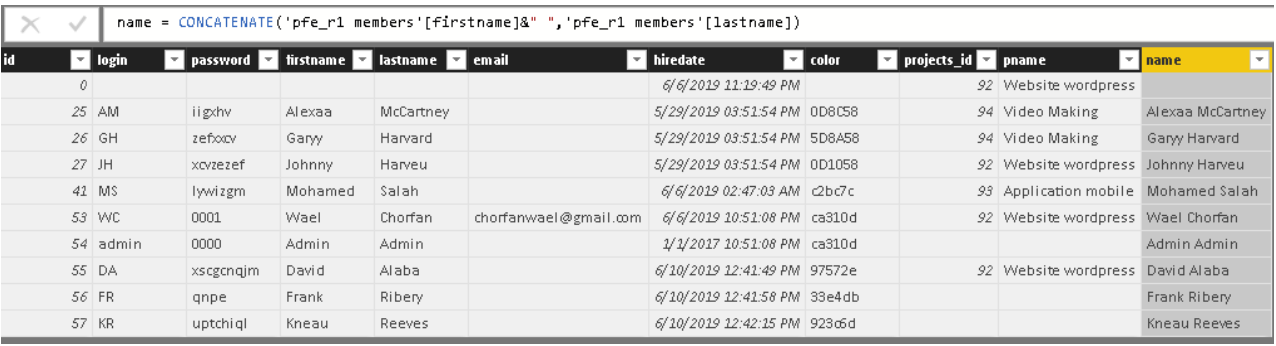 name = CONCATENATE('pfe_r1 members'[firstname]&" ",'pfe_r1 members'[lastname])
id login password firstname lastname email hiredate color projects_id pname name
0 6/6/2019 11:19:49 PM 92 Website wordpress
25 AM iigxhv Alexaa McCartney 5/29/2019 03:51:54 PM 0D8C58 94 Video Making Alexaa McCartney
26 GH zefxxcv Garyy Harvard 5/29/2019 03:51:54 PM 5D8A58 94 Video Making Garyy Harvard
27 JH xcvzezef Johnny Harveu 5/29/2019 03:51:54 PM 0D1058 92 Website wordpress Johnny Harveu
41 MS lywizgm Mohamed Salah 6/6/2019 02:47:03 AM c2bc7c 93 Application mobile Mohamed Salah
53 WC 0001 Wael Chorfan chorfanwael@gmail.com 6/6/2019 10:51:08 PM ca310d 92 Website wordpress Wael Chorfan
54 admin 0000 Admin Admin 1/1/2017 10:51:08 PM ca310d Admin Admin
55 DA xscgcnqjm David Alaba 6/10/2019 12:41:49 PM 97572e 92 Website wordpress David Alaba
56 FR qnpe Frank Ribery 6/10/2019 12:41:58 PM 33e4db Frank Ribery
57 KR uptchiql Kneau Reeves 6/10/2019 12:42:15 PM Kneau Reeves